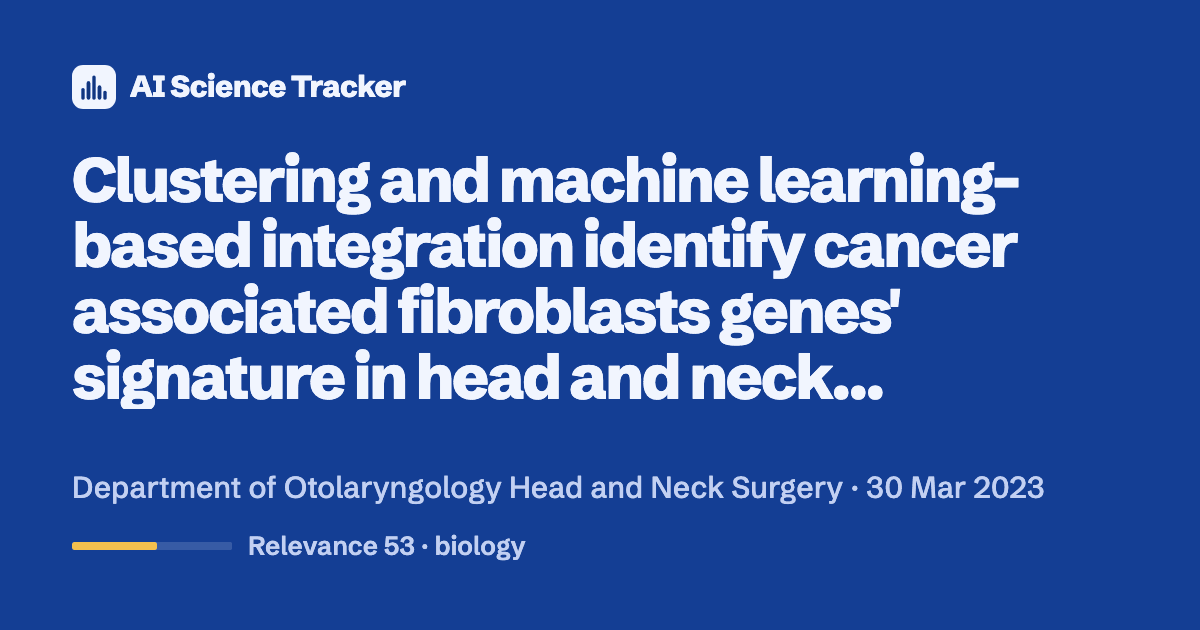 AI Science Tracker
Clustering and machine learning-
based integration identify cancer
associated fibroblasts genes'
signature in head and neck...
Department of Otolaryngology Head and Neck Surgery · 30 Mar 2023
Relevance 53 · biology